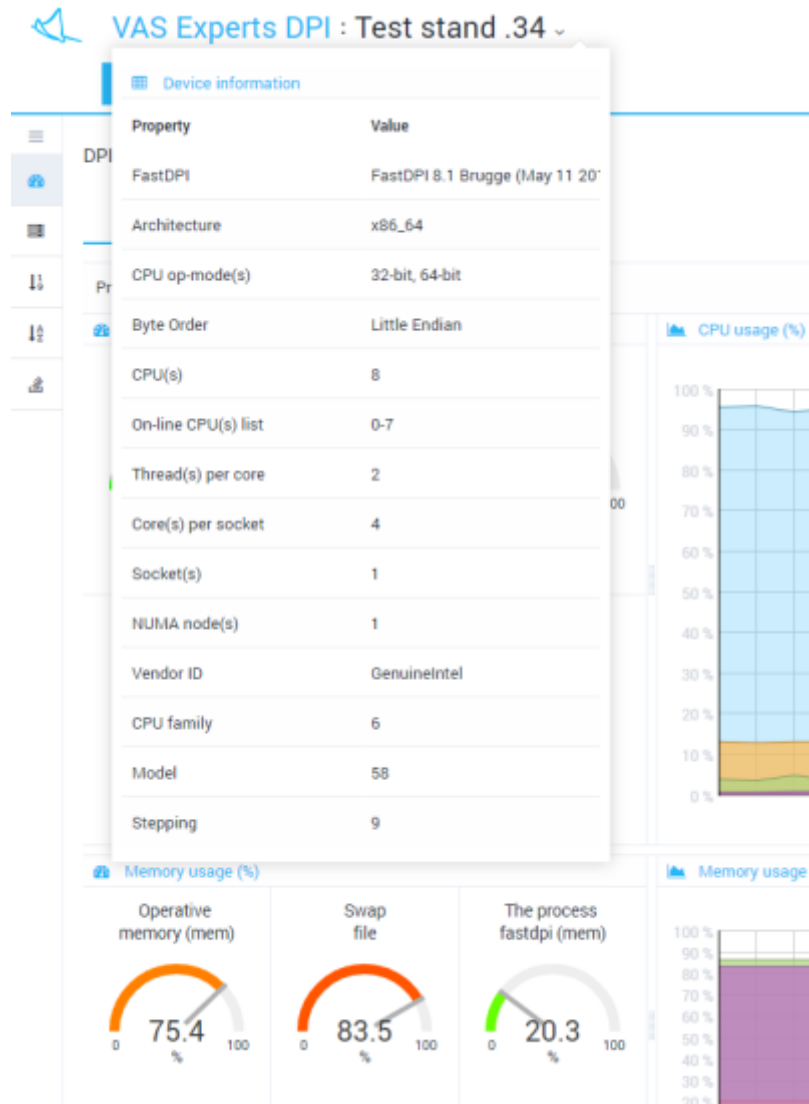 VAS Experts DPI : Test stand .34
Device information
Property Value
FastDPI FastDPI 8.1 Brugge (May 11 20
Architecture x86_64
CPU op-mode(s) 32-bit, 64-bit
Byte Order Little Endian
CPU(s) 8
On-line CPU(s) list 0-7
Thread(s) per core 2
Core(s) per socket 4
Socket(s) 1
NUMA node(s) 1
Vendor ID GenuineIntel
CPU family 6
Model 58
Stepping 9
DPI
Pr
00
CPU usage (%)
100 %
90 %
80 %
70 %
60 %
50 %
40 %
30 %
20 %
10 %
0 %
Memory usage (%)
Operative
memory (mem)
75.4
0 100
%
Swap
file
83.5
0 100
%
The process
fastdpi (mem)
20.3
0 100
%
Memory usage
100 %
90 %
80 %
70 %
60 %
50 %
40 %
30 %
20 %